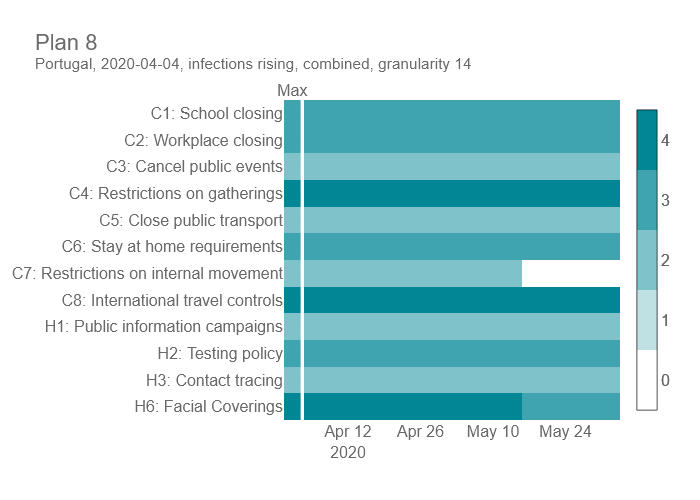 Plan 8
Portugal, 2020-04-04, infections rising, combined, granularity 14
Max
C1: School closing
C2: Workplace closing
C3: Cancel public events
C4: Restrictions on gatherings
C5: Close public transport
C6: Stay at home requirements
C7: Restrictions on internal movement
C8: International travel controls
H1: Public information campaigns
H2: Testing policy
H3: Contact tracing
H6: Facial Coverings
Apr 12 Apr 26 May 10 May 24
2020
4
3
2
1
0